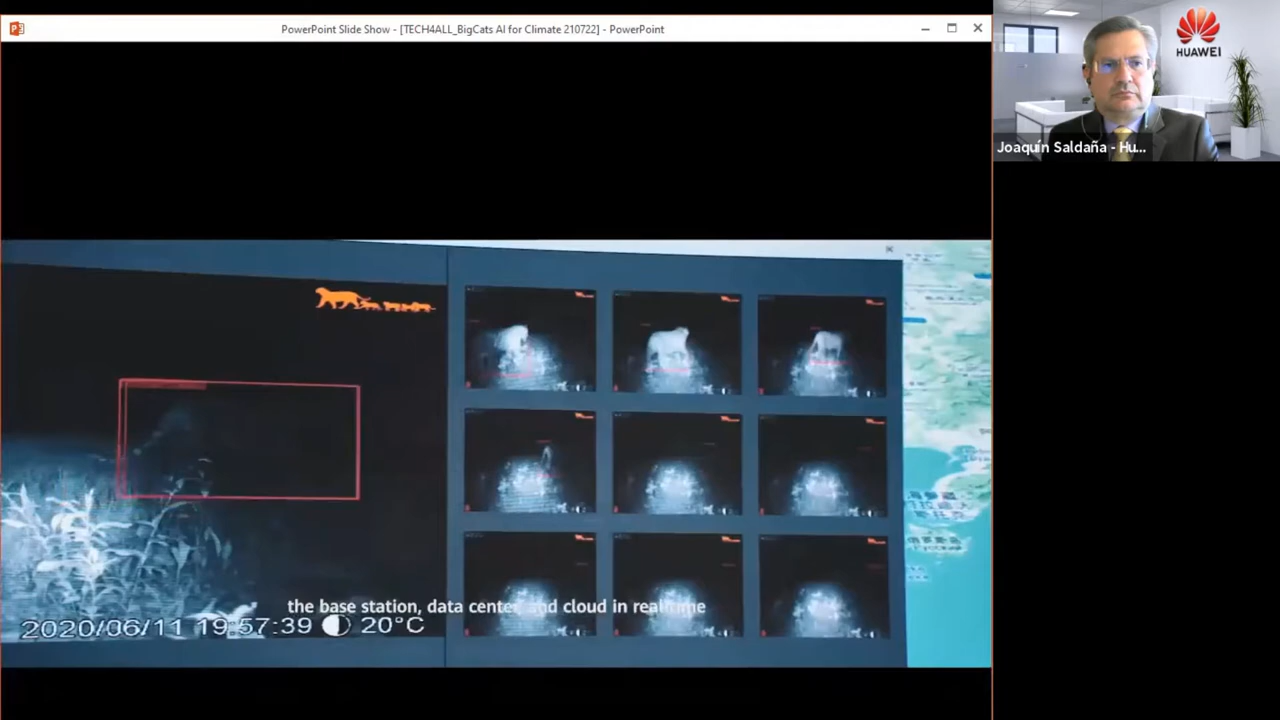 PowerPoint Slide Show - [TECH4ALL_BigCats AI for Climate 210722] - PowerPoint
HUAWEI
Joaquín Saldaña - Hu...
the base station, data center, and cloud in real time
2020/06/11 19:57:39 20°C